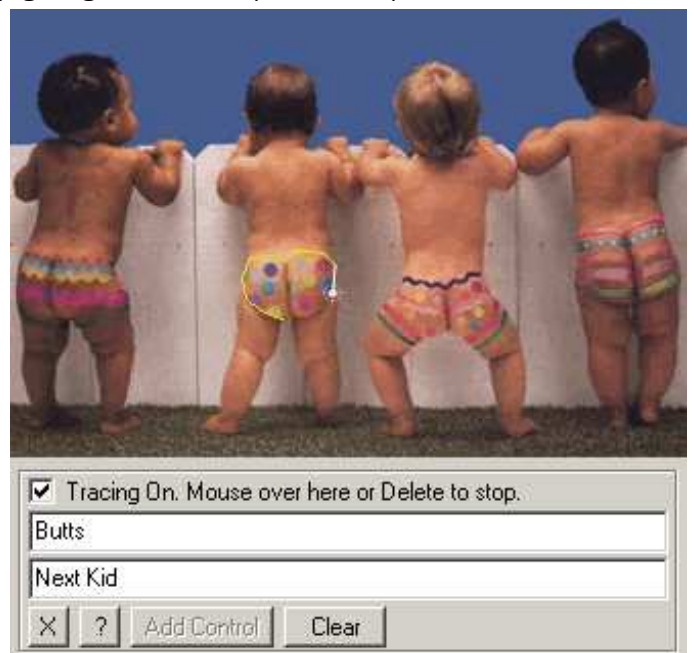 Tracing On. Mouse over here or Delete to stop.
Butts
Next Kid
X ? Add Control Clear